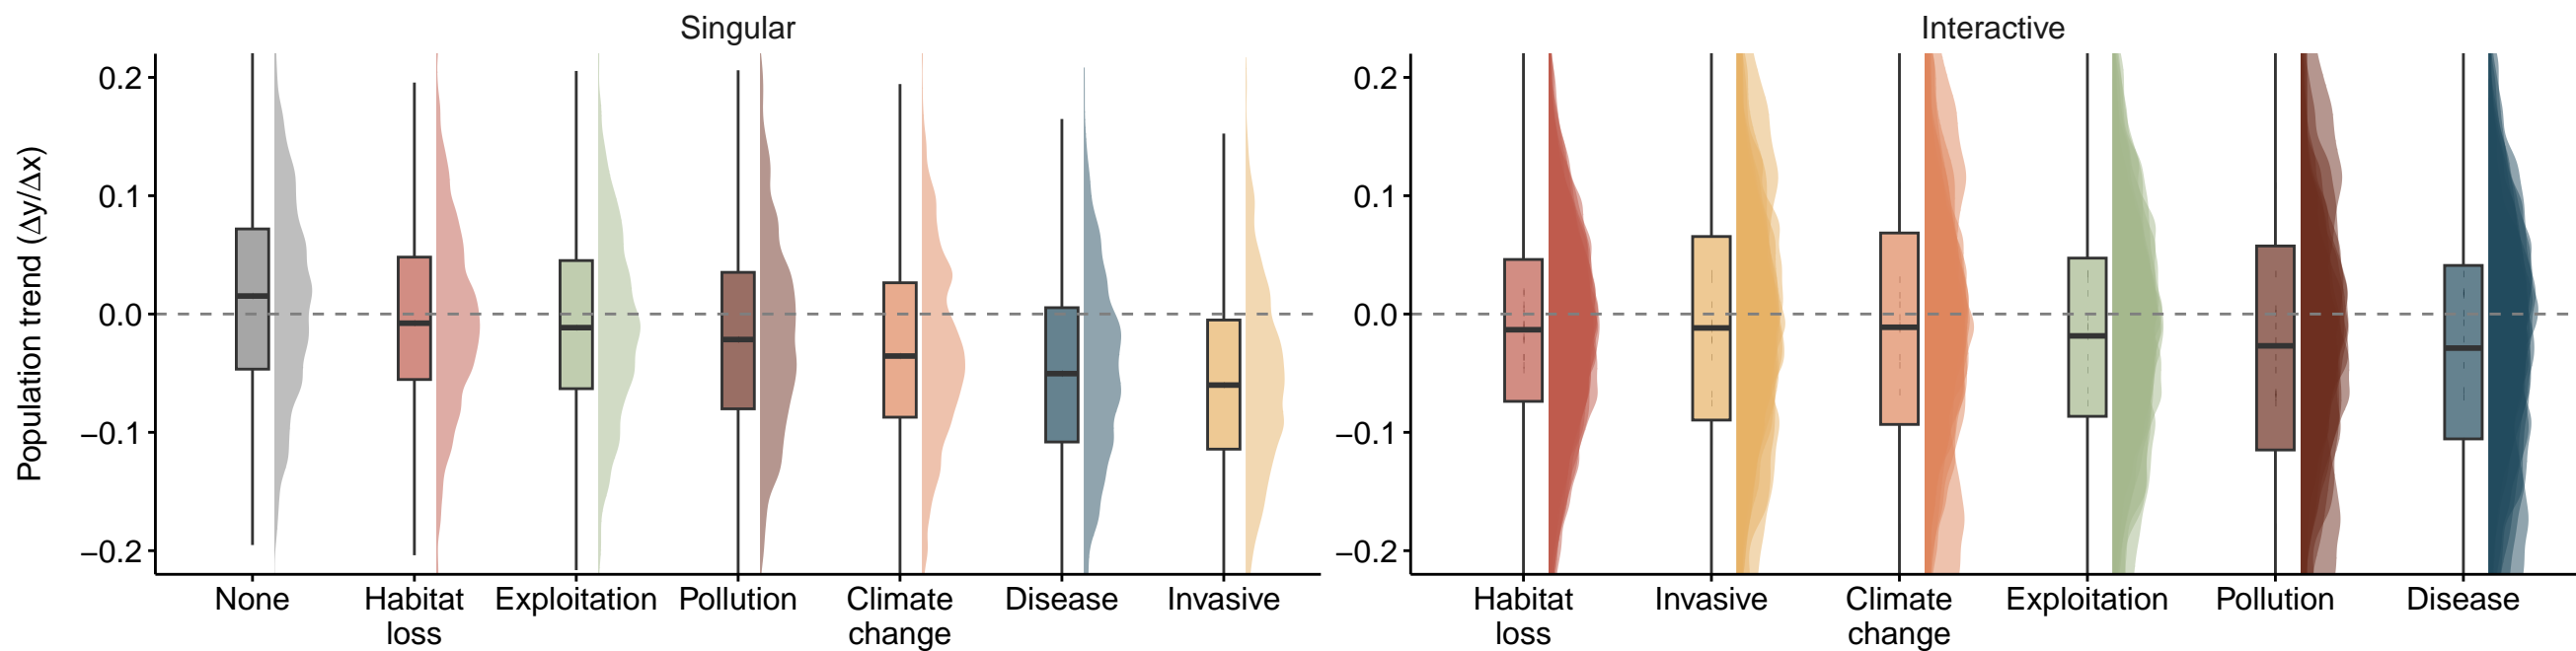 Singular
Interactive
Population trend (Δy/Δx)
0.2
0.1
0.0
−0.1
−0.2
None
Habitat
loss
Exploitation
Pollution
Climate
change
Disease
Invasive
0.2
0.1
0.0
−0.1
−0.2
Habitat
loss
Invasive
Climate
change
Exploitation
Pollution
Disease